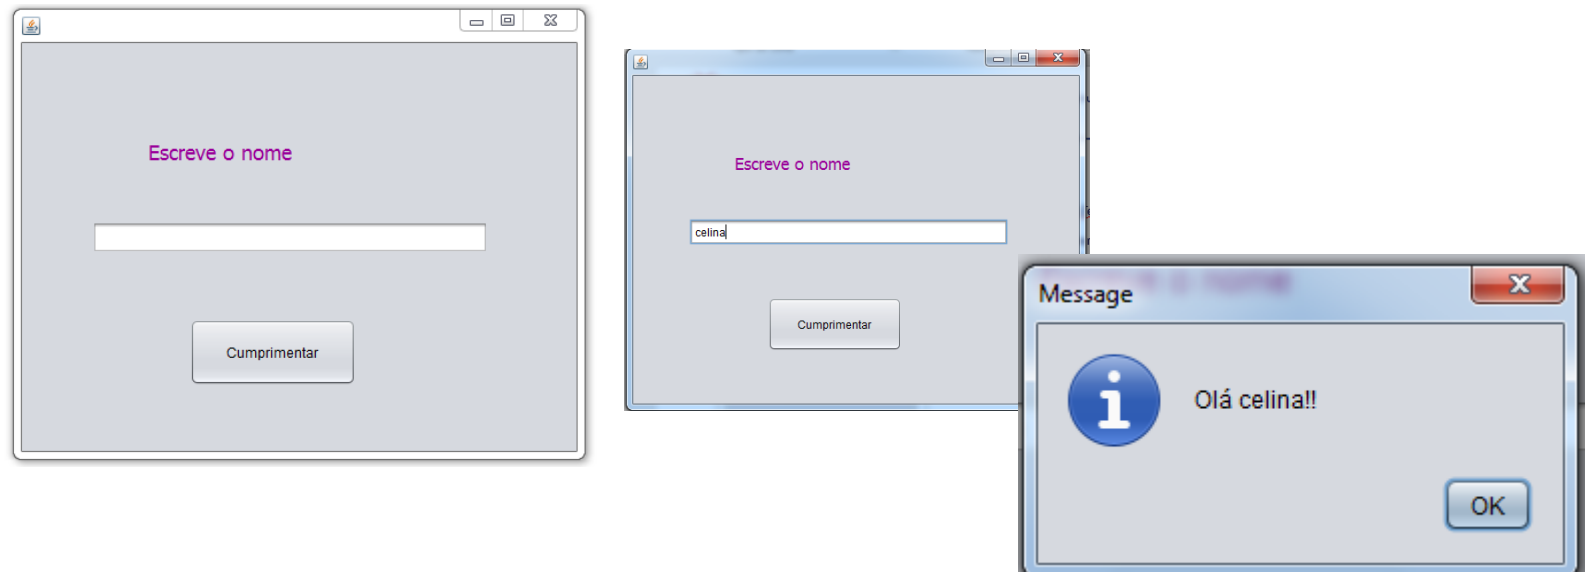 Escreve o nome
Cumprimentar
Escreve o nome
celina
Cumprimentar
Message
Olá celina!!
OK